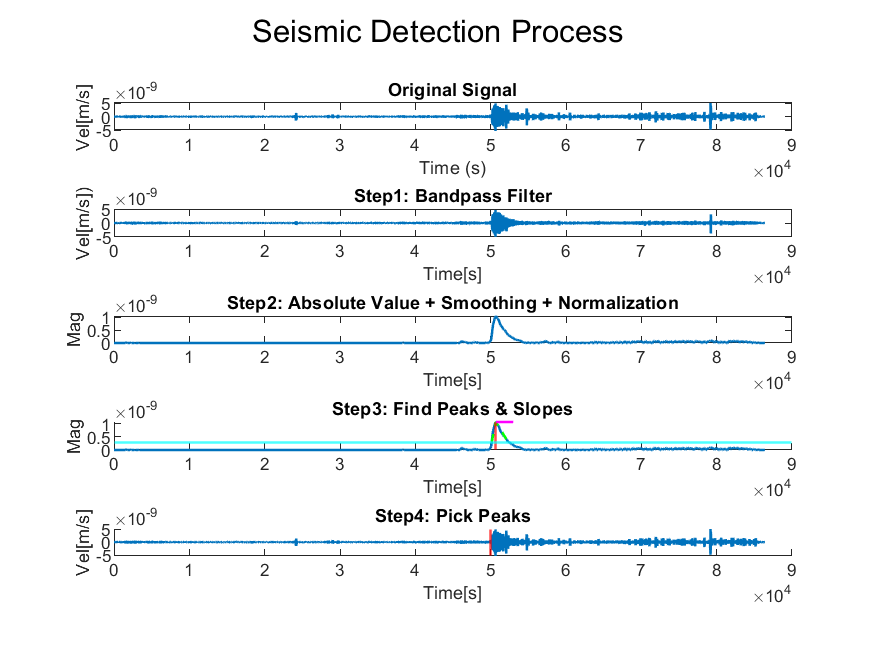 Seismic Detection Process
×10^-9
Original Signal
Vel[m/s]
5
0
-5
0 1 2 3 4 5 6 7 8 9
Time (s)
×10^4
×10^-9
Step1: Bandpass Filter
Vel[m/s])
5
0
-5
0 1 2 3 4 5 6 7 8 9
Time[s]
×10^4
×10^-9
Step2: Absolute Value + Smoothing + Normalization
Mag
1
0.5
0
0 1 2 3 4 5 6 7 8 9
Time[s]
×10^4
×10^-9
Step3: Find Peaks & Slopes
Mag
1
0.5
0
0 1 2 3 4 5 6 7 8 9
Time[s]
×10^4
×10^-9
Step4: Pick Peaks
Vel[m/s]
5
0
-5
0 1 2 3 4 5 6 7 8 9
Time[s]
×10^4